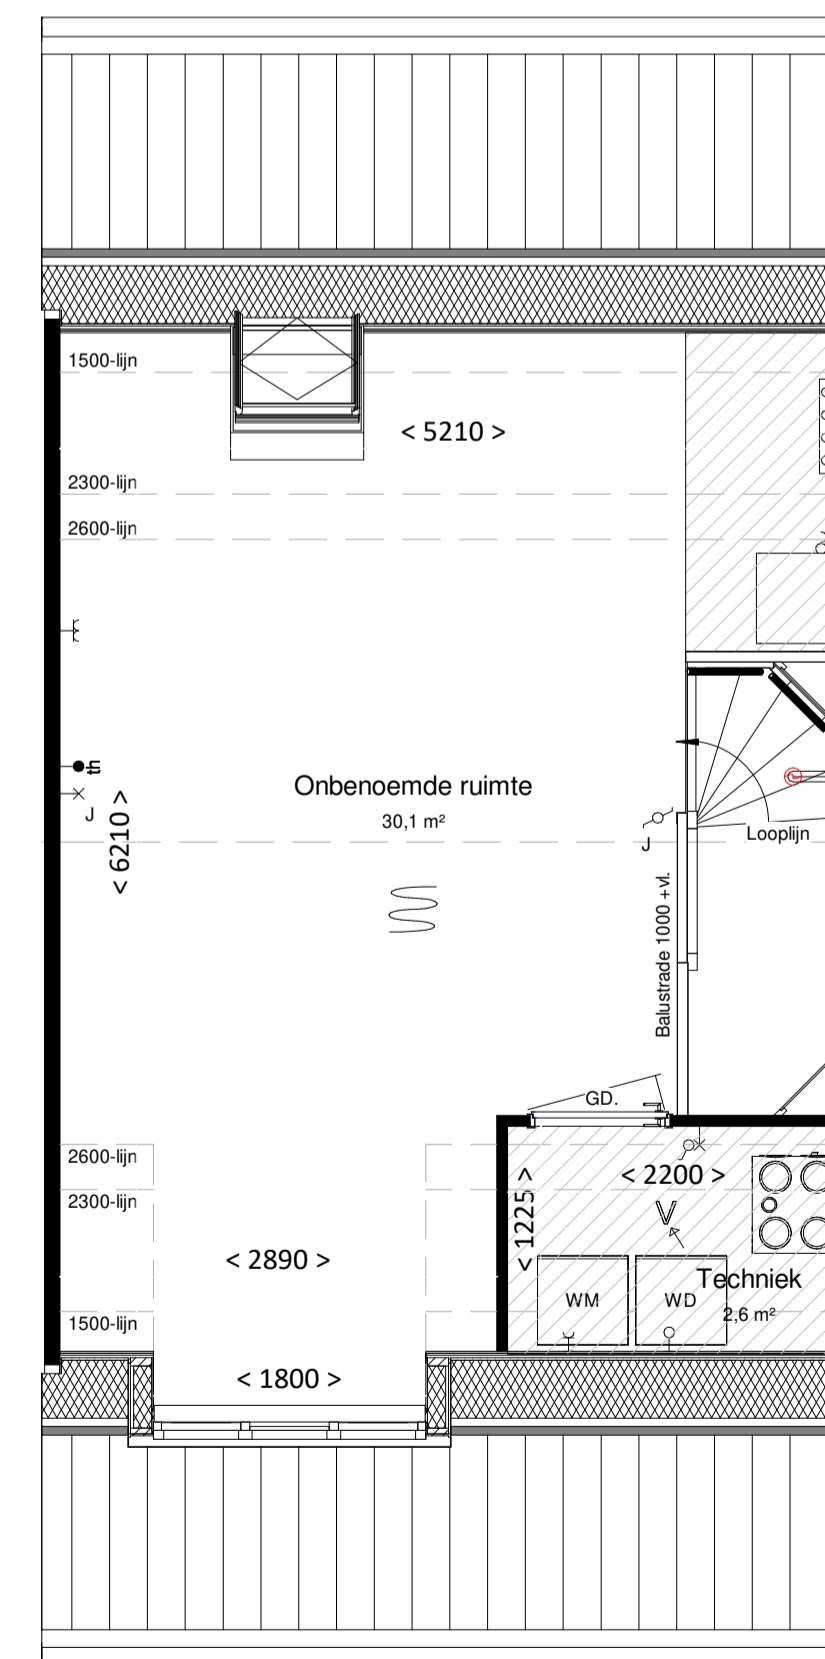 1500-lijn
< 5210 >
2300-lijn
2600-lijn
th
J
< 6210 >
Onbenoemde ruimte
30,1 m²
J
Looplijn
Balustrade 1000 +vl.
GD.
2600-lijn
2300-lijn
< 2200 >
< 1225 >
V
< 2890 >
Techniek
WM
WD
2,6 m²
1500-lijn
< 1800 >